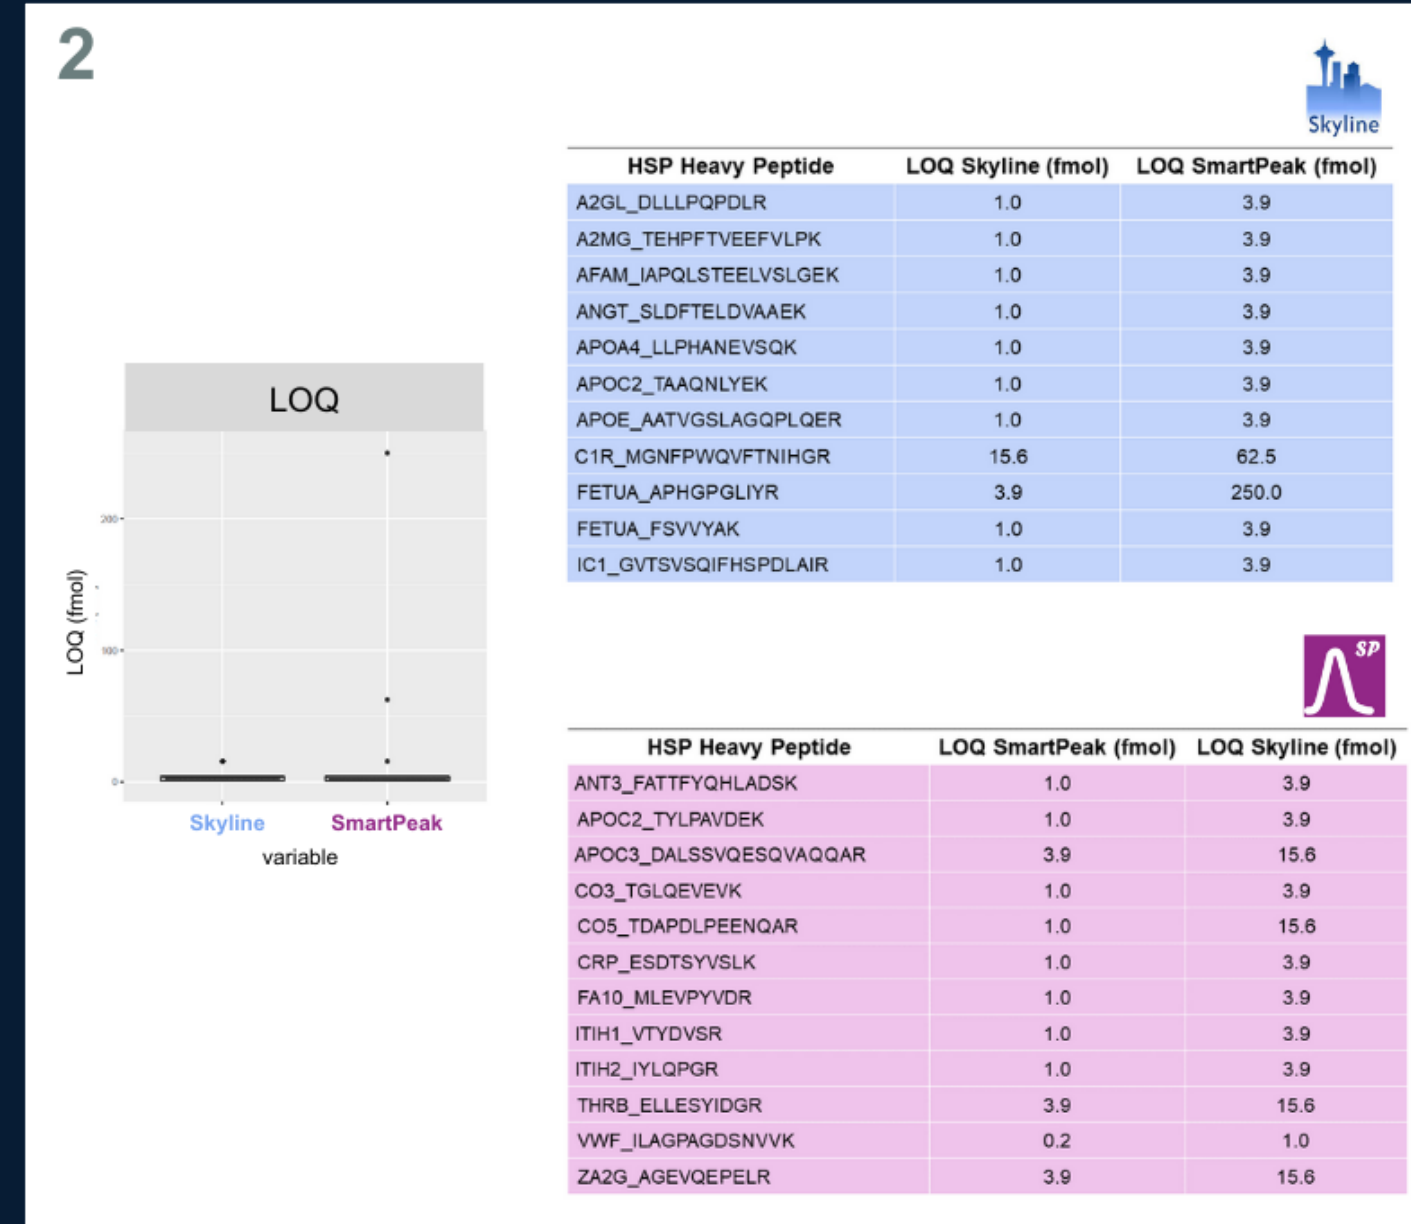 2
Skyline
HSP Heavy Peptide LOQ Skyline (fmol) LOQ SmartPeak (fmol)
A2GL_DLLLPQPDLR 1.0 3.9
A2MG_TEHPFTVEEFVLPK 1.0 3.9
AFAM_IAPQLSTEELVSLGEK 1.0 3.9
ANGT_SLDFTELDVAAEK 1.0 3.9
APOA4_LLPHANEVSQK 1.0 3.9
APOC2_TAAQNLYEK 1.0 3.9
APOE_AATVGSLAGQPLQER 1.0 3.9
C1R_MGNFPWQVFTNIHGR 15.6 62.5
FETUA_APHGPGLIYR 3.9 250.0
FETUA_FSVVYAK 1.0 3.9
IC1_GVTSVSQIFHSPDLAIR 1.0 3.9
LOQ
LOQ (fmol)
200
100
0
Skyline SmartPeak
variable
SP
HSP Heavy Peptide LOQ SmartPeak (fmol) LOQ Skyline (fmol)
ANT3_FATTFYQHLADSK 1.0 3.9
APOC2_TYLPAVDEK 1.0 3.9
APOC3_DALSSVQESQVAQQAR 3.9 15.6
CO3_TGLQEVEVK 1.0 3.9
CO5_TDAPDLPEENQAR 1.0 15.6
CRP_ESDTSYVSLK 1.0 3.9
FA10_MLEVPYVDR 1.0 3.9
ITIH1_VTYDVSR 1.0 3.9
ITIH2_IYLQPGR 1.0 3.9
THRB_ELLESYIDGR 3.9 15.6
VWF_ILAGPAGDSNVVK 0.2 1.0
ZA2G_AGEVQEPELR 3.9 15.6